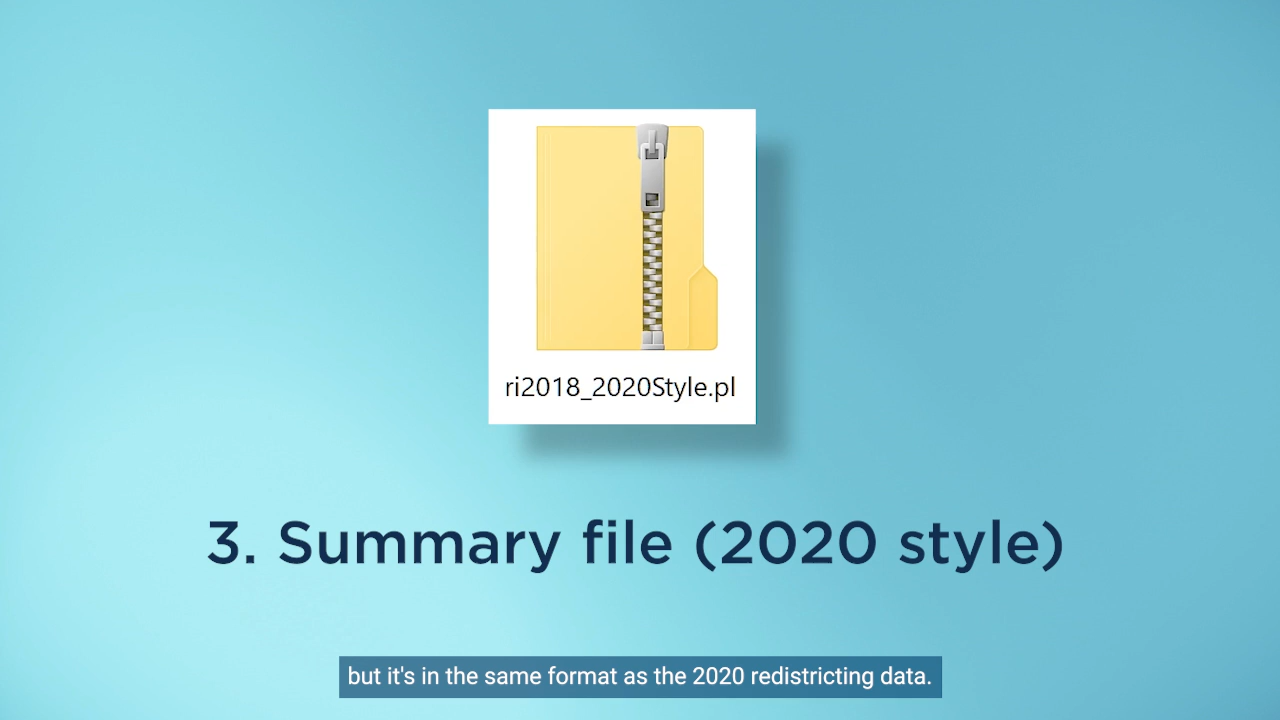 ri2018_2020Style.pl
3. Summary file (2020 style)
but it's in the same format as the 2020 redistricting data.